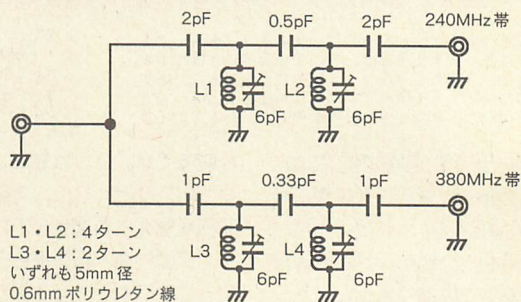 2pF 0.5pF 2pF 240MHz帯
L1 L2
6pF 6pF
1pF 0.33pF 1pF 380MHz帯
L3 L4
6pF 6pF
L1・L2：4ターン
L3・L4：2ターン
いずれも5mm径
0.6mmポリウレタン線